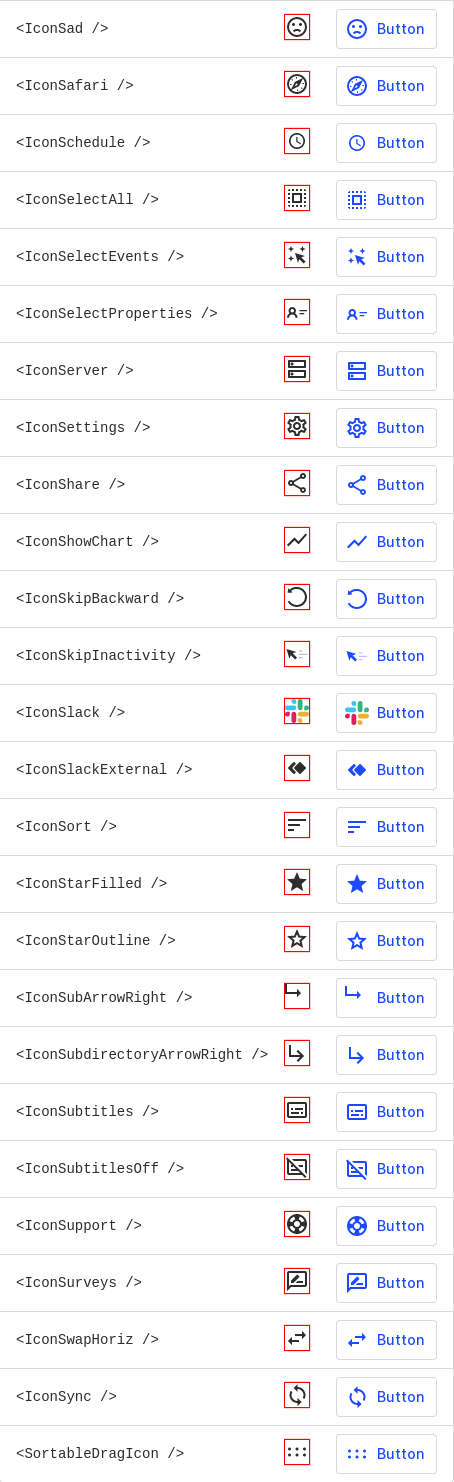 <IconSad /> Button
<IconSafari /> Button
<IconSchedule /> Button
<IconSelectAll /> Button
<IconSelectEvents /> Button
<IconSelectProperties /> Button
<IconServer /> Button
<IconSettings /> Button
<IconShare /> Button
<IconShowChart /> Button
<IconSkipBackward /> Button
<IconSkipInactivity /> Button
<IconSlack /> Button
<IconSlackExternal /> Button
<IconSort /> Button
<IconStarFilled /> Button
<IconStarOutline /> Button
<IconSubArrowRight /> Button
<IconSubdirectoryArrowRight /> Button
<IconSubtitles /> Button
<IconSubtitlesOff /> Button
<IconSupport /> Button
<IconSurveys /> Button
<IconSwapHoriz /> Button
<IconSync /> Button
<SortableDragIcon /> Button